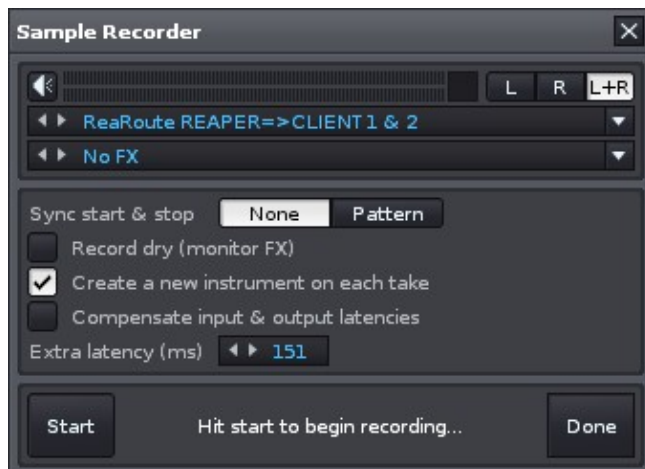 Sample Recorder
L R L+R
ReaRoute REAPER=>CLIENT 1 & 2
No FX
Sync start & stop None Pattern
Record dry (monitor FX)
Create a new instrument on each take
Compensate input & output latencies
Extra latency (ms) 151
Start Hit start to begin recording... Done